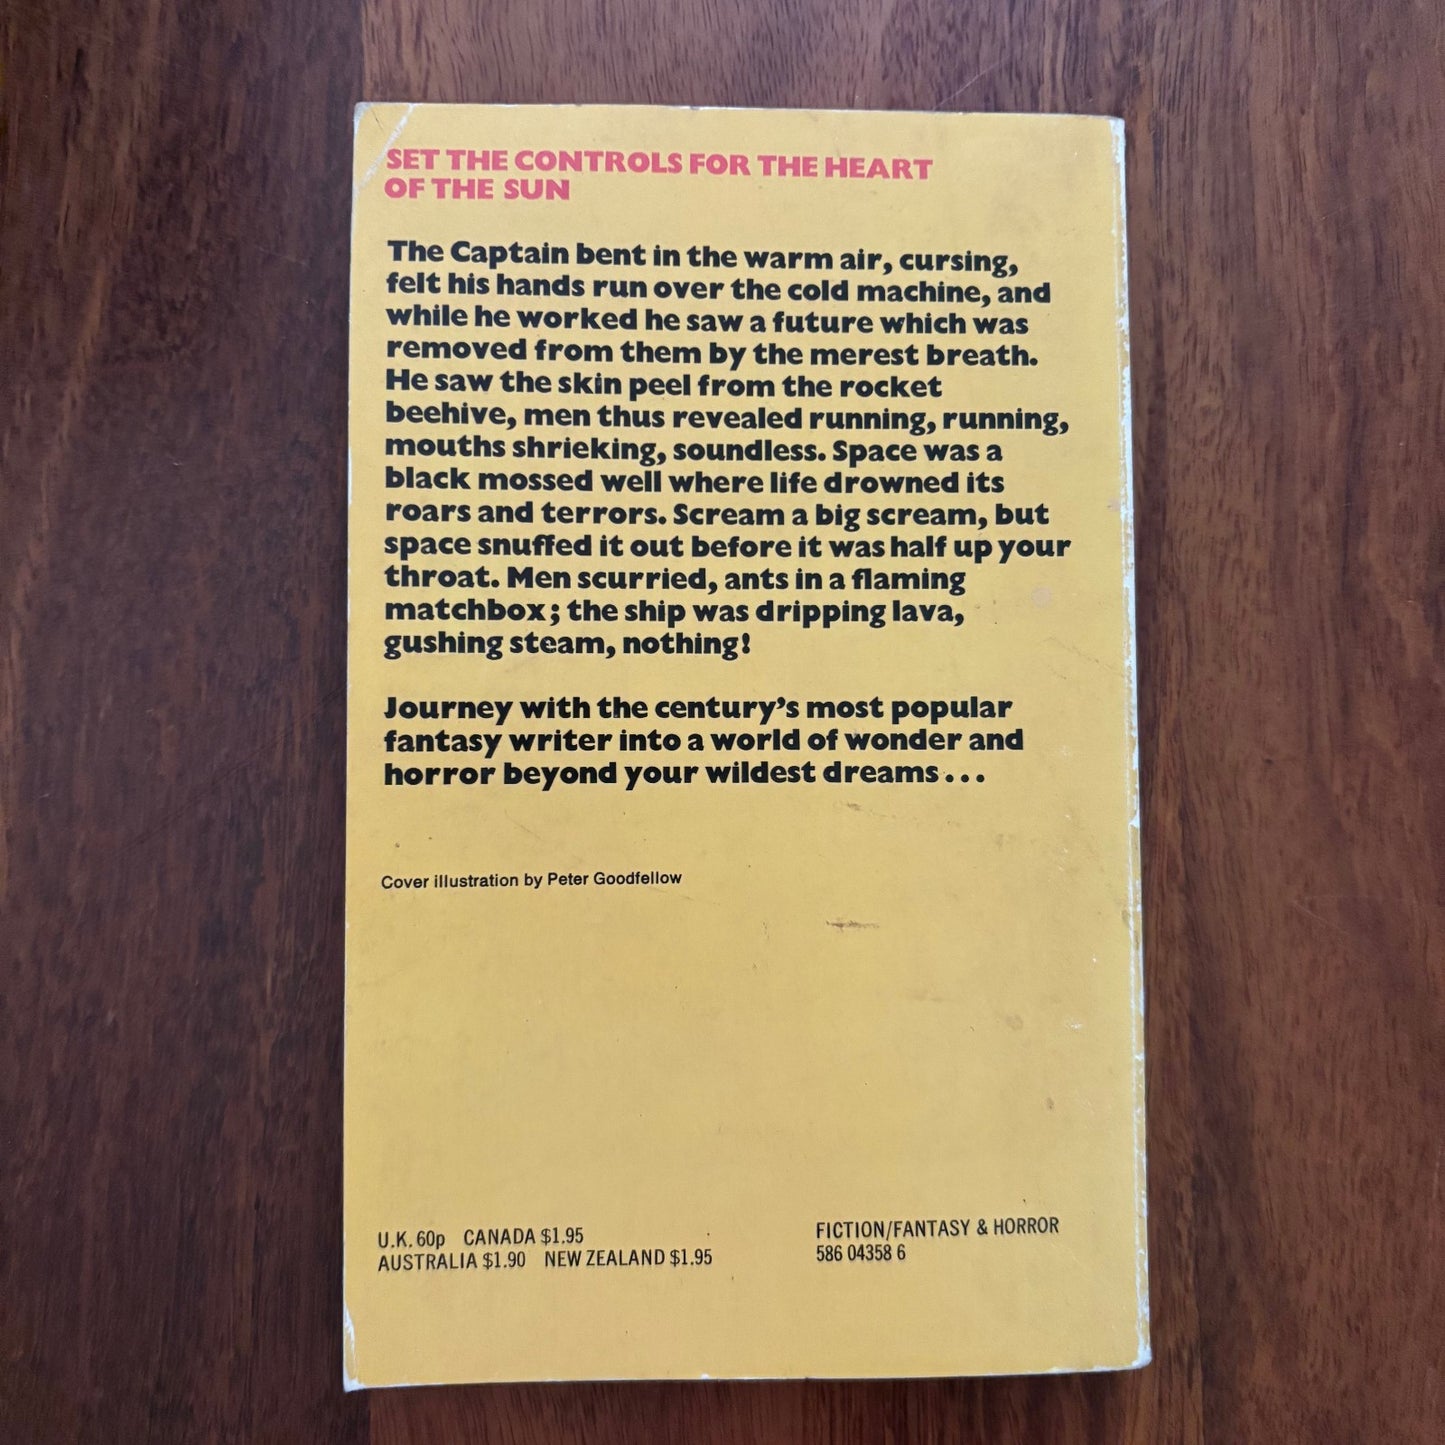 SET THE CONTROLS FOR THE HEART
OF THE SUN
The Captain bent in the warm air, cursing,
felt his hands run over the cold machine, and
while he worked he saw a future which was
removed from them by the merest breath.
He saw the skin peel from the rocket
beehive, men thus revealed running, running,
mouths shrieking, soundless. Space was a
black mossed well where life drowned its
roars and terrors. Scream a big scream, but
space snuffed it out before it was half up your
throat. Men scurried, ants in a flaming
matchbox; the ship was dripping lava,
gushing steam, nothing!
Journey with the century's most popular
fantasy writer into a world of wonder and
horror beyond your wildest dreams...
Cover illustration by Peter Goodfellow
U.K. 60p CANADA $1.95
AUSTRALIA $1.90 NEW ZEALAND $1.95
FICTION/FANTASY & HORROR
586 04358 6